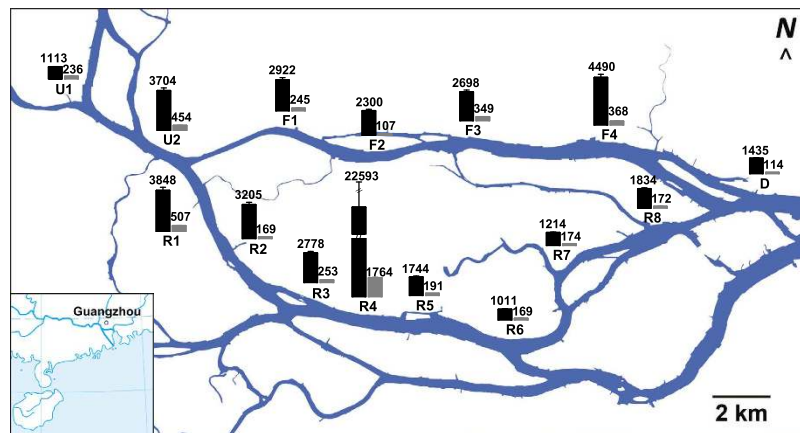 N
1113
236
U1
3704
454
U2
2922
245
F1
2300
107
F2
2698
349
F3
4490
368
F4
1435
114
D
3848
507
R1
3205
169
R2
2778
253
R3
22593
1764
R4
1744
191
R5
1011
169
R6
1214
174
R7
1834
172
R8
Guangzhou
2 km